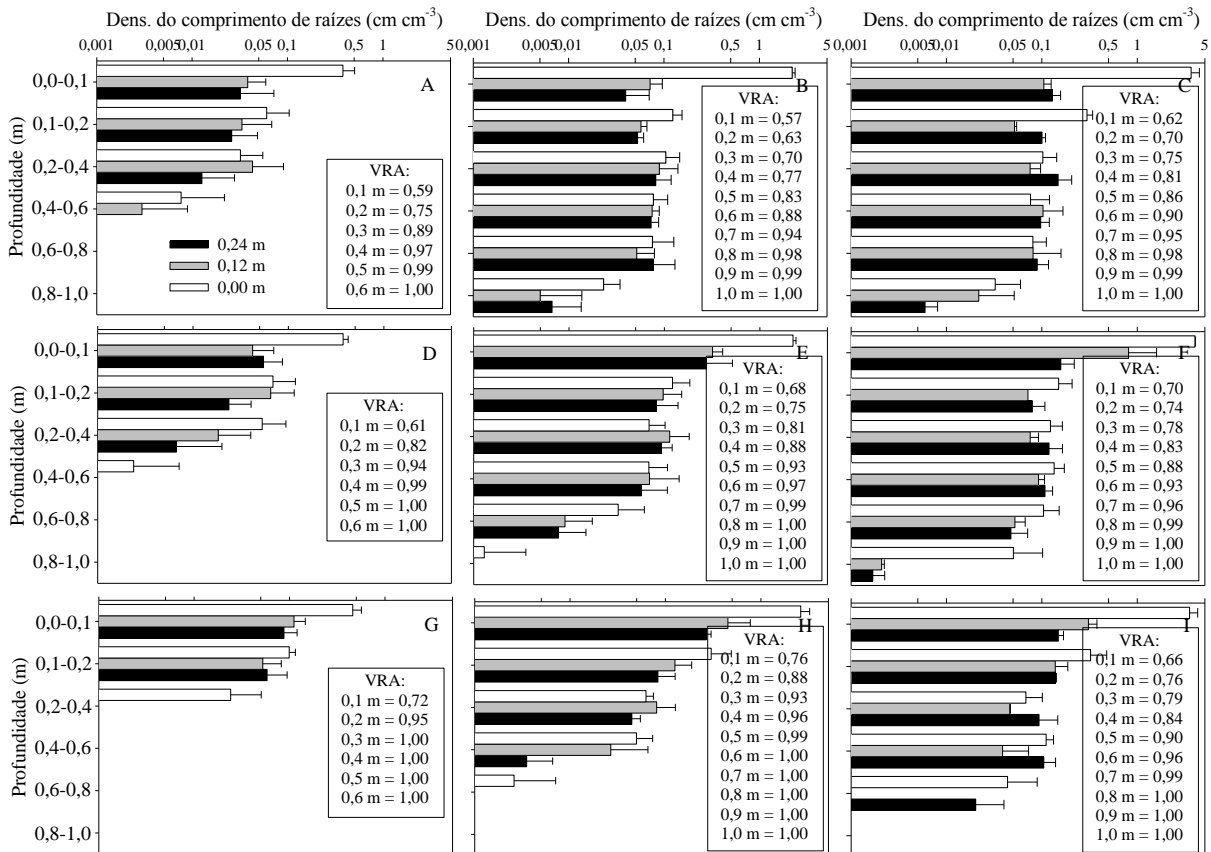 Dens. do comprimento de raízes (cm cm⁻³)
Dens. do comprimento de raízes (cm cm⁻³)
Dens. do comprimento de raízes (cm cm⁻³)
0,001 0,005 0,01 0,05 0,1 0,5 1 5
0,001 0,005 0,01 0,05 0,1 0,5 1 5
0,001 0,005 0,01 0,05 0,1 0,5 1 5
Profundidade (m)
0,0–0,1
0,1–0,2
0,2–0,4
0,4–0,6
0,6–0,8
0,8–1,0
0,24 m
0,12 m
0,00 m
A
VRA:
0,1 m = 0,59
0,2 m = 0,75
0,3 m = 0,89
0,4 m = 0,97
0,5 m = 0,99
0,6 m = 1,00
B
VRA:
0,1 m = 0,57
0,2 m = 0,63
0,3 m = 0,70
0,4 m = 0,77
0,5 m = 0,83
0,6 m = 0,88
0,7 m = 0,94
0,8 m = 0,98
0,9 m = 0,99
1,0 m = 1,00
C
VRA:
0,1 m = 0,62
0,2 m = 0,70
0,3 m = 0,75
0,4 m = 0,81
0,5 m = 0,86
0,6 m = 0,90
0,7 m = 0,95
0,8 m = 0,98
0,9 m = 0,99
1,0 m = 1,00
Profundidade (m)
0,0–0,1
0,1–0,2
0,2–0,4
0,4–0,6
0,6–0,8
0,8–1,0
D
VRA:
0,1 m = 0,61
0,2 m = 0,82
0,3 m = 0,94
0,4 m = 0,99
0,5 m = 1,00
0,6 m = 1,00
E
VRA:
0,1 m = 0,68
0,2 m = 0,75
0,3 m = 0,81
0,4 m = 0,88
0,5 m = 0,93
0,6 m = 0,97
0,7 m = 0,99
0,8 m = 1,00
0,9 m = 1,00
1,0 m = 1,00
F
VRA:
0,1 m = 0,70
0,2 m = 0,74
0,3 m = 0,78
0,4 m = 0,83
0,5 m = 0,88
0,6 m = 0,93
0,7 m = 0,96
0,8 m = 0,99
0,9 m = 1,00
1,0 m = 1,00
Profundidade (m)
0,0–0,1
0,1–0,2
0,2–0,4
0,4–0,6
0,6–0,8
0,8–1,0
G
VRA:
0,1 m = 0,72
0,2 m = 0,95
0,3 m = 1,00
0,4 m = 1,00
0,5 m = 1,00
0,6 m = 1,00
H
VRA:
0,1 m = 0,76
0,2 m = 0,88
0,3 m = 0,93
0,4 m = 0,96
0,5 m = 0,99
0,6 m = 1,00
0,7 m = 1,00
0,8 m = 1,00
0,9 m = 1,00
1,0 m = 1,00
I
VRA:
0,1 m = 0,66
0,2 m = 0,76
0,3 m = 0,79
0,4 m = 0,84
0,5 m = 0,90
0,6 m = 0,96
0,7 m = 0,99
0,8 m = 1,00
0,9 m = 1,00
1,0 m = 1,00